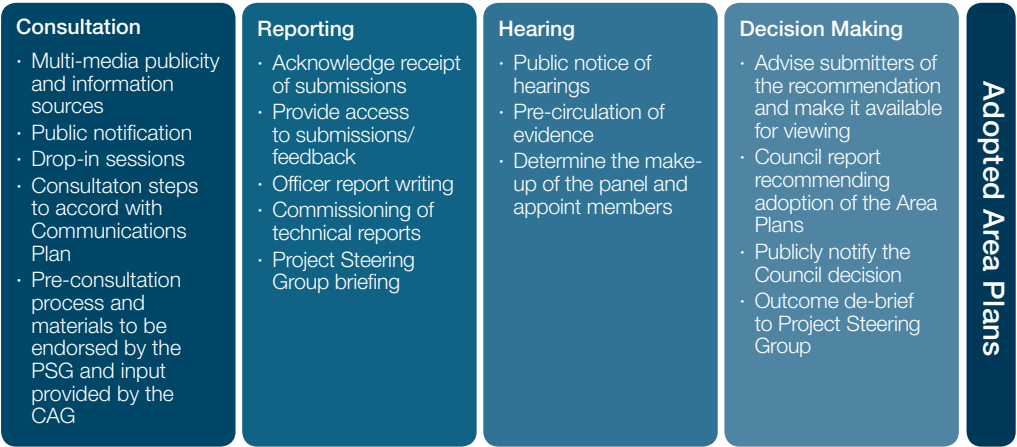 Consultation
· Multi-media publicity
and information
sources
· Public notification
· Drop-in sessions
· Consultaton steps
to accord with
Communications
Plan
· Pre-consultation
process and
materials to be
endorsed by the
PSG and input
provided by the
CAG
Reporting
· Acknowledge receipt
of submissions
· Provide access
to submissions/
feedback
· Officer report writing
· Commissioning of
technical reports
· Project Steering
Group briefing
Hearing
· Public notice of
hearings
· Pre-circulation of
evidence
· Determine the make-
up of the panel and
appoint members
Decision Making
· Advise submitters of
the recommendation
and make it available
for viewing
· Council report
recommending
adoption of the Area
Plans
· Publicly notify the
Council decision
· Outcome de-brief
to Project Steering
Group
Adopted Area Plans